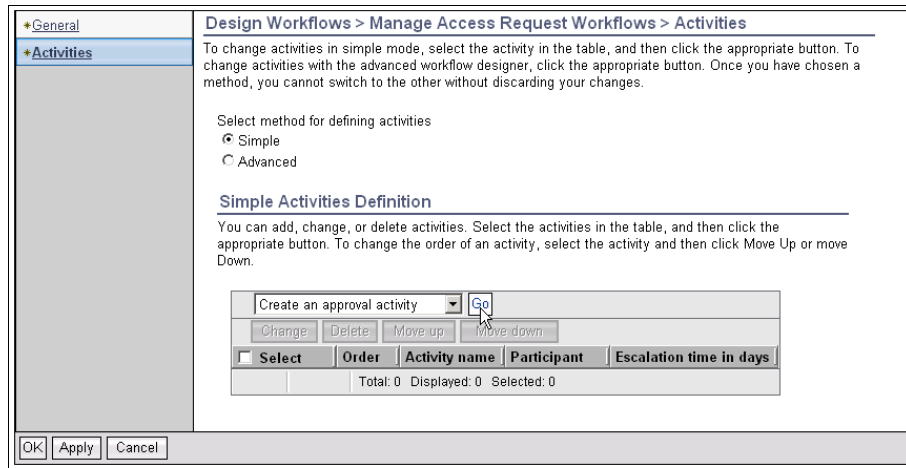 *General
*Activities
Design Workflows > Manage Access Request Workflows > Activities
To change activities in simple mode, select the activity in the table, and then click the appropriate button. To
change activities with the advanced workflow designer, click the appropriate button. Once you have chosen a
method, you cannot switch to the other without discarding your changes.
Select method for defining activities
Simple
Advanced
Simple Activities Definition
You can add, change, or delete activities. Select the activities in the table, and then click the
appropriate button. To change the order of an activity, select the activity and then click Move Up or move
Down.
Create an approval activity Go
Change Delete Move up Move down
Select Order Activity name Participant Escalation time in days
Total: 0 Displayed: 0 Selected: 0
OK Apply Cancel